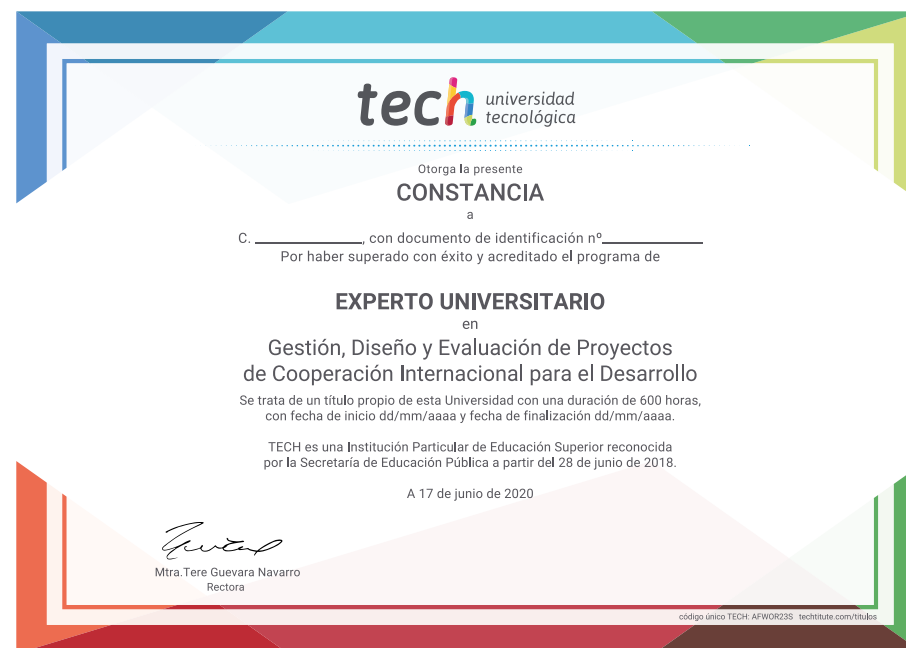 tech universidad
tecnológica
Otorga la presente
CONSTANCIA
a
C. ______________, con documento de identificación nº______________
Por haber superado con éxito y acreditado el programa de
EXPERTO UNIVERSITARIO
en
Gestión, Diseño y Evaluación de Proyectos
de Cooperación Internacional para el Desarrollo
Se trata de un título propio de esta Universidad con una duración de 600 horas,
con fecha de inicio dd/mm/aaaa y fecha de finalización dd/mm/aaaa.
TECH es una Institución Particular de Educación Superior reconocida
por la Secretaría de Educación Pública a partir del 28 de junio de 2018.
A 17 de junio de 2020
Mtra.Tere Guevara Navarro
Rectora
código único TECH: AFWOR23S techtitute.com/titulos